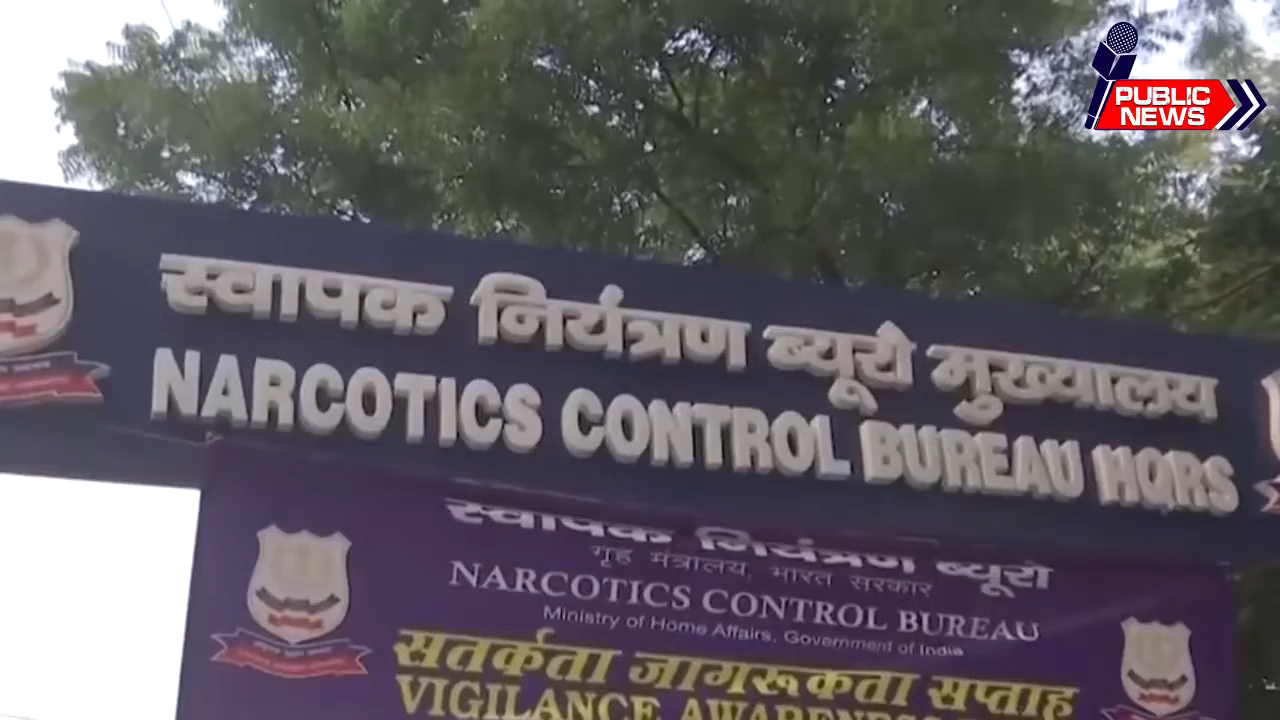 PUBLIC
NEWS
स्वापक नियंत्रण ब्यूरो मुख्यालय
NARCOTICS CONTROL BUREAU HQRS
स्वापक नियंत्रण ब्यूरो
गृह मंत्रालय, भारत सरकार
NARCOTICS CONTROL BUREAU
Ministry of Home Affairs, Government of India
सतर्कता जागरूकता सप्ताह
VIGILANCE AWARENESS